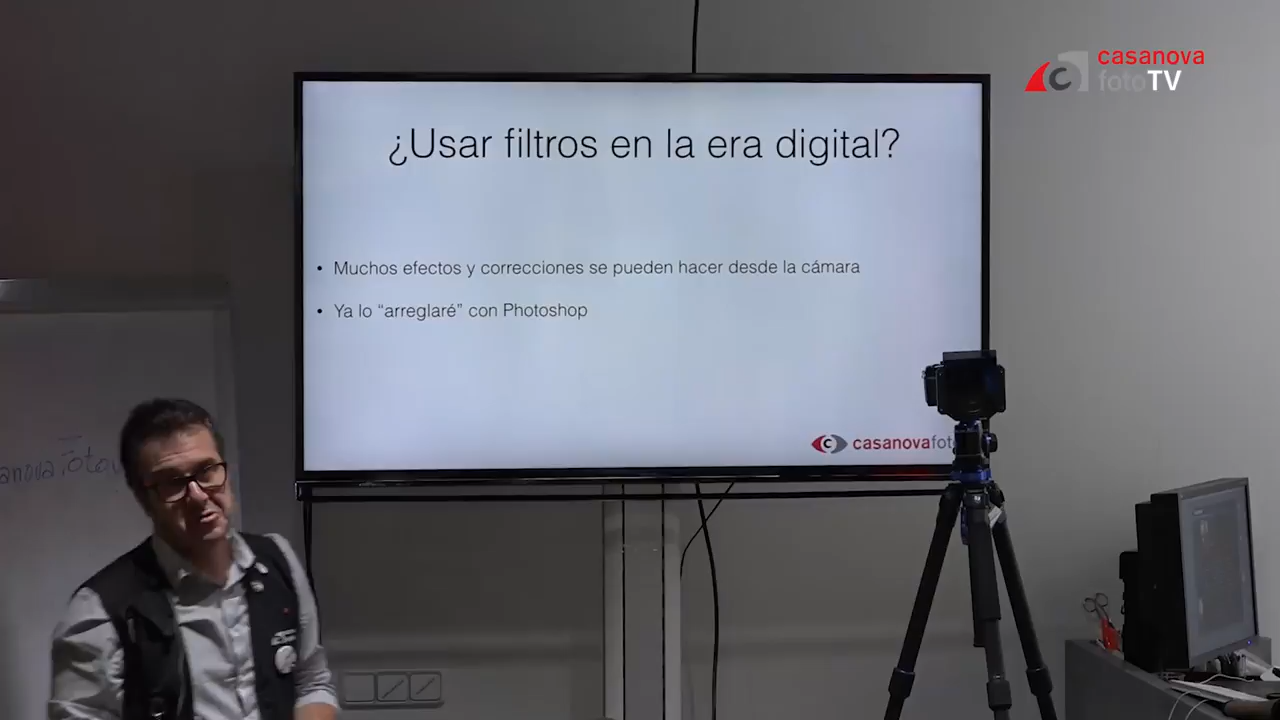 casanova
fotoTV
¿Usar filtros en la era digital?
• Muchos efectos y correcciones se pueden hacer desde la cámara
• Ya lo “arreglaré” con Photoshop
casanovafoto